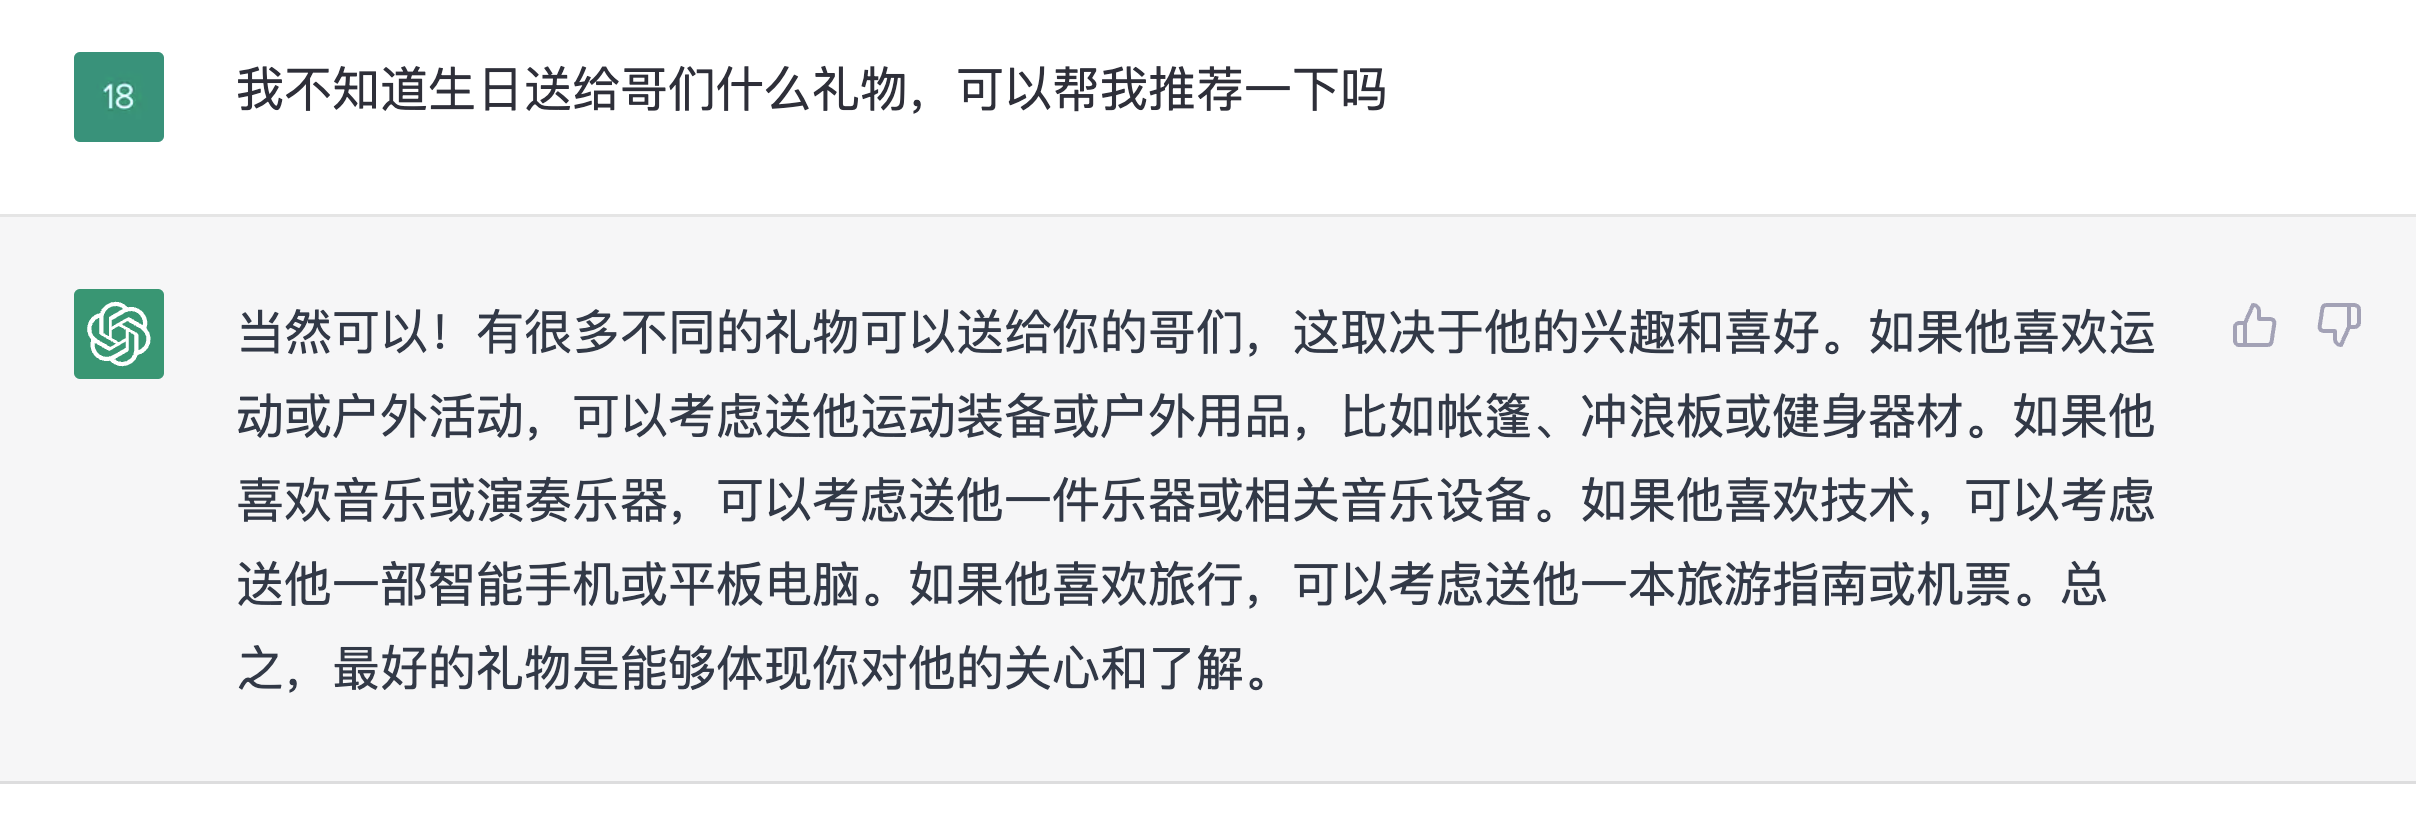 18
我不知道生日送给哥们什么礼物，可以帮我推荐一下吗
当然可以！有很多不同的礼物可以送给你的哥们，这取决于他的兴趣和喜好。如果他喜欢运
动或户外活动，可以考虑送他运动装备或户外用品，比如帐篷、冲浪板或健身器材。如果他
喜欢音乐或演奏乐器，可以考虑送他一件乐器或相关音乐设备。如果他喜欢技术，可以考虑
送他一部智能手机或平板电脑。如果他喜欢旅行，可以考虑送他一本旅游指南或机票。总
之，最好的礼物是能够体现你对他的关心和了解。